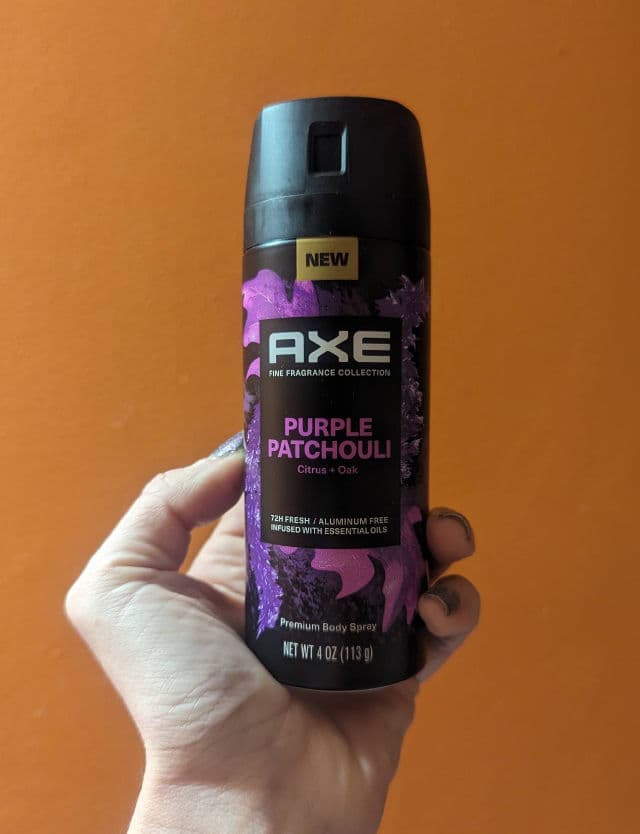 NEW
AXE
FINE FRAGRANCE COLLECTION
PURPLE
PATCHOULI
Citrus + Oak
72H FRESH / ALUMINUM FREE
INFUSED WITH ESSENTIAL OILS
Premium Body Spray
NET WT 4 OZ (113 g)